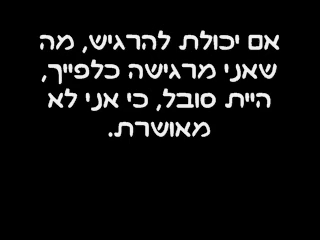 אם יכולת להרגיש, מה
שאני מרגישה כלפייך,
היית סובל, כי אני לא
מאושרת.